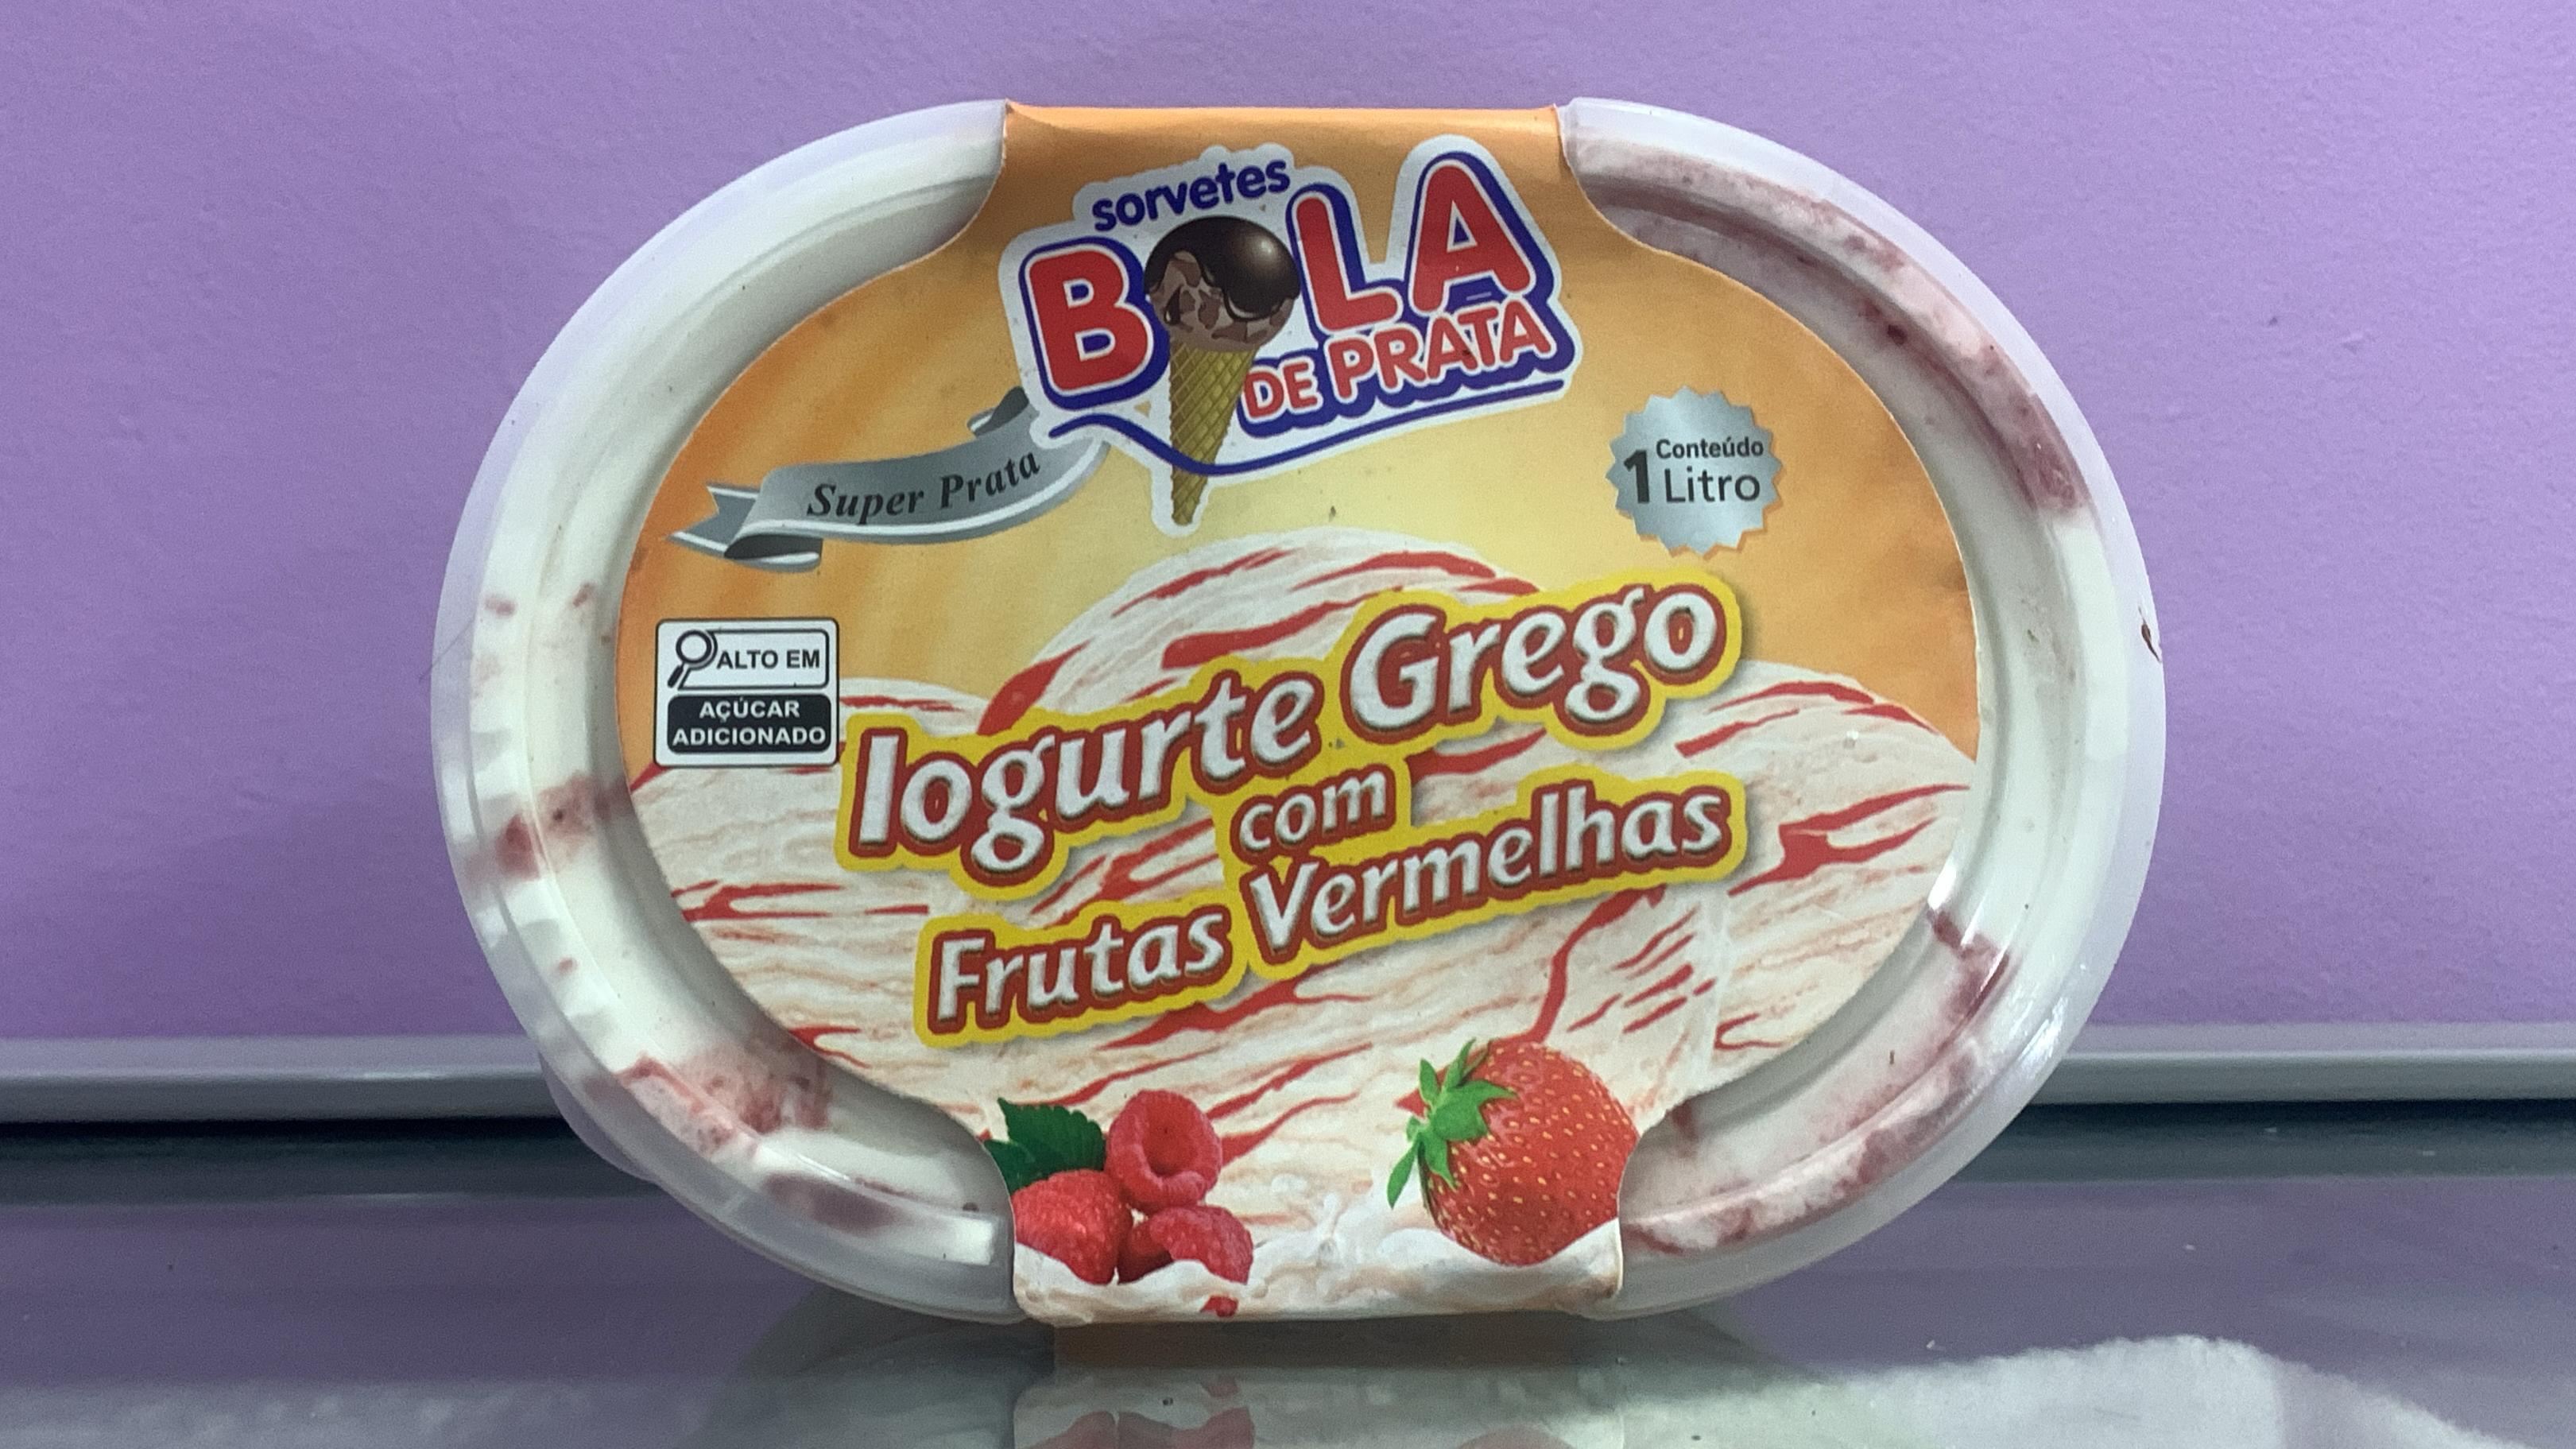 sorvetes
BOLA
DE PRATA
Super Prata
Conteúdo
1 Litro
ALTO EM
AÇÚCAR
ADICIONADO
Iogurte Grego
com
Frutas Vermelhas